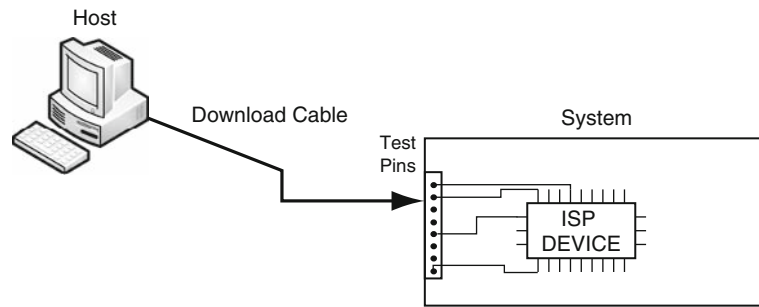 Host
Download Cable
System
Test
Pins
ISP
DEVICE